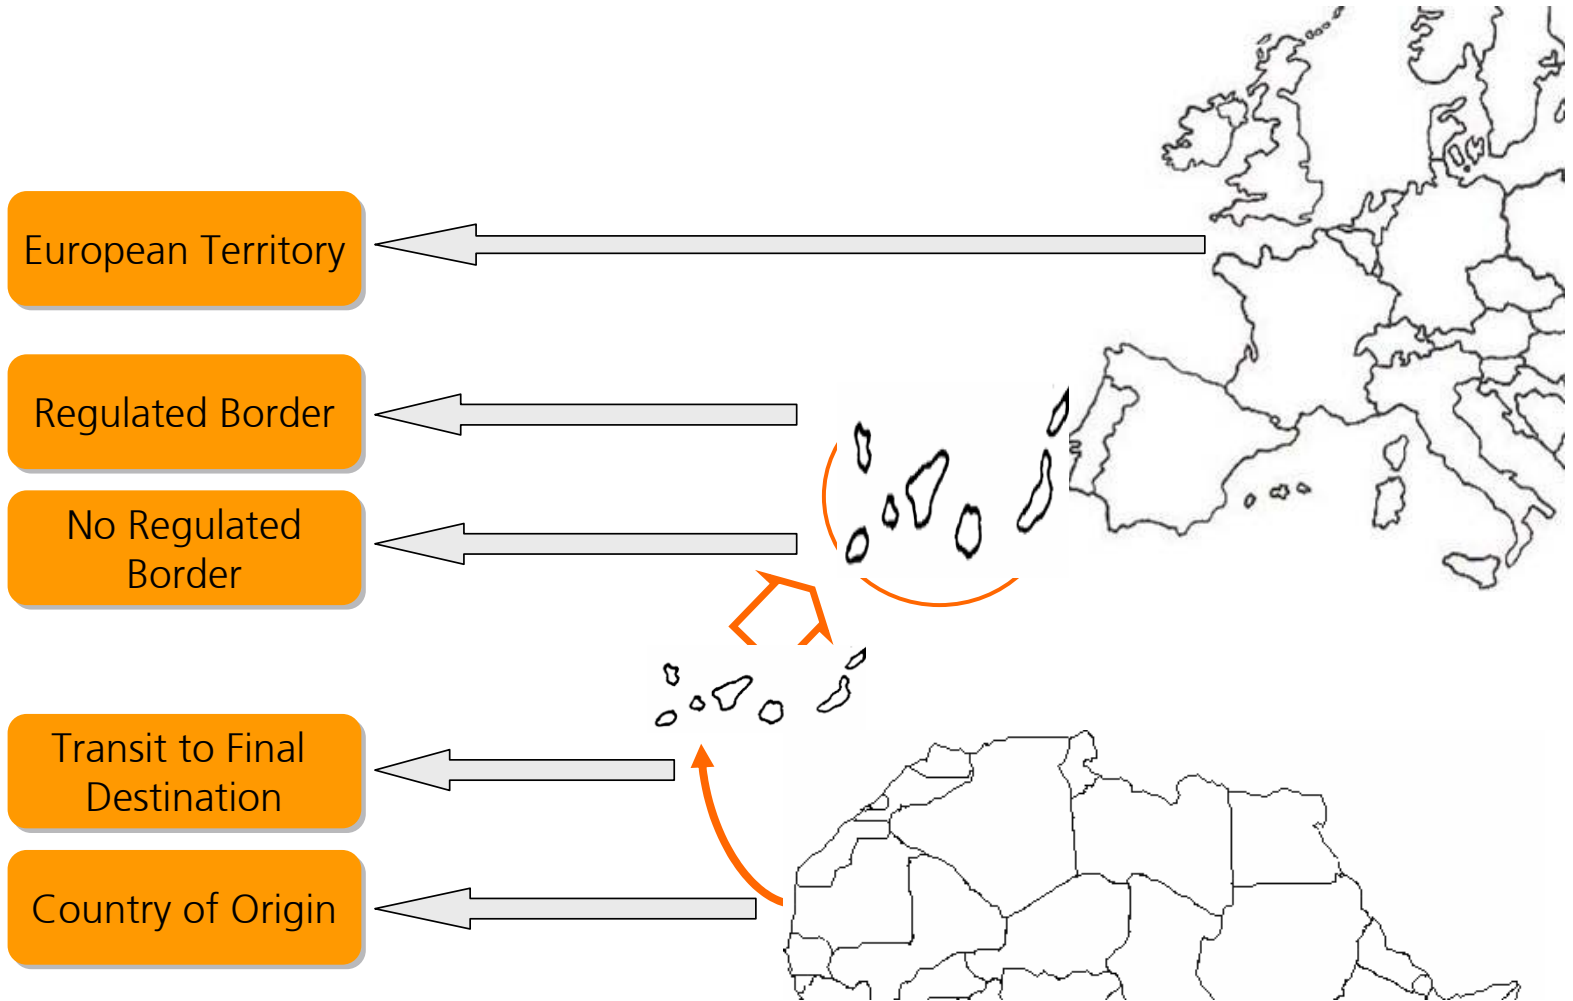 European Territory
Regulated Border
No Regulated
Border
Transit to Final
Destination
Country of Origin